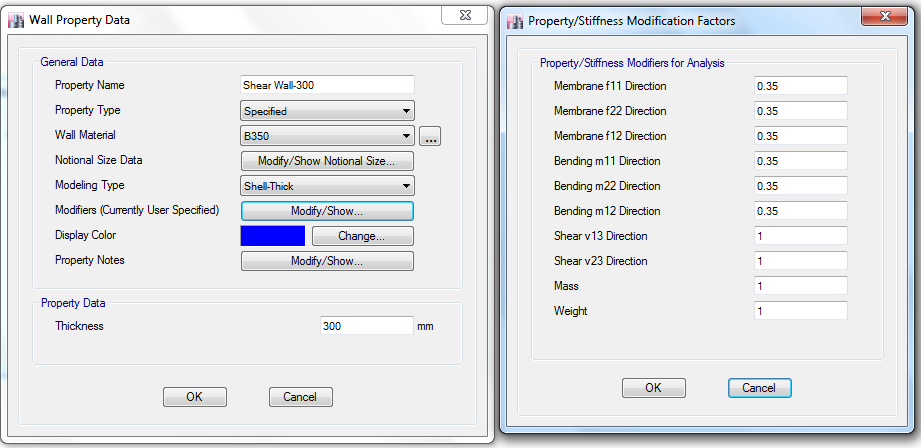 Wall Property Data
General Data
Property Name Shear Wall-300
Property Type Specified
Wall Material B350 ...
Notional Size Data Modify/Show Notional Size...
Modeling Type Shell-Thick
Modifiers (Currently User Specified) Modify/Show...
Display Color Change...
Property Notes Modify/Show...
Property Data
Thickness 300 mm
OK Cancel
Property/Stiffness Modification Factors
Property/Stiffness Modifiers for Analysis
Membrane f11 Direction 0.35
Membrane f22 Direction 0.35
Membrane f12 Direction 0.35
Bending m11 Direction 0.35
Bending m22 Direction 0.35
Bending m12 Direction 0.35
Shear v13 Direction 1
Shear v23 Direction 1
Mass 1
Weight 1
OK Cancel